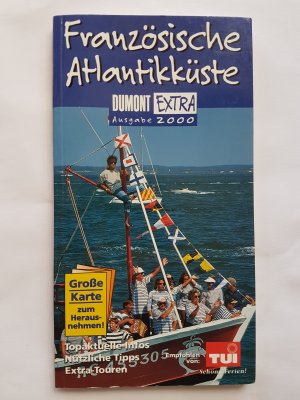 Französische
Atlantikküste
DUMONT EXTRA
Ausgabe 2000
Große
Karte
zum
Heraus-
nehmen!
Topaktuelle Infos
Nützliche Tipps
Extra-Touren
Empfohlen
von:
TUI
Schöne Ferien!